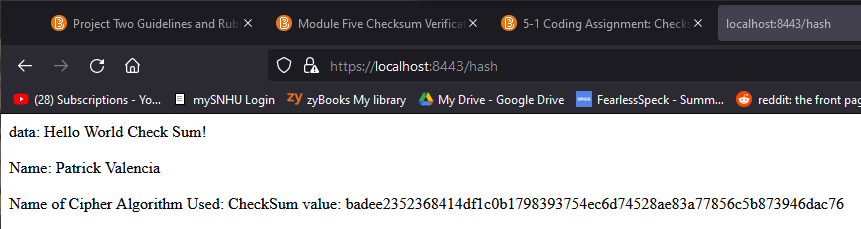 Project Two Guidelines and Rub
Module Five Checksum Verificat
5-1 Coding Assignment: Checks
localhost:8443/hash
https://localhost:8443/hash
(28) Subscriptions - Yo...
mySNHU Login
zyBooks My library
My Drive - Google Drive
FearlessSpeck - Summ...
reddit: the front pag
data: Hello World Check Sum!
Name: Patrick Valencia
Name of Cipher Algorithm Used: CheckSum value: badee2352368414df1c0b1798393754ec6d74528ae83a77856c5b873946dac76